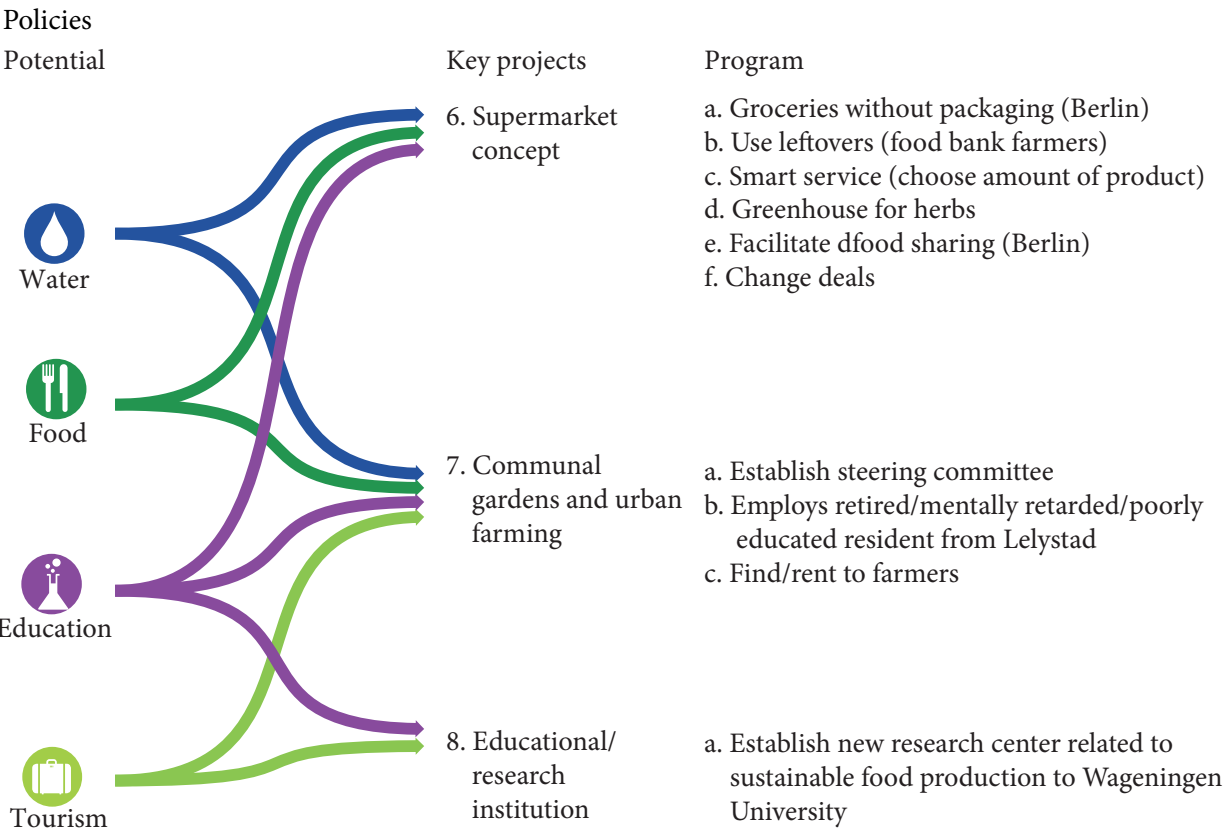 Policies
Potential
Key projects
Program
Water
Food
Education
Tourism
6. Supermarket
concept
a. Groceries without packaging (Berlin)
b. Use leftovers (food bank farmers)
c. Smart service (choose amount of product)
d. Greenhouse for herbs
e. Facilitate dfood sharing (Berlin)
f. Change deals
7. Communal
gardens and urban
farming
a. Establish steering committee
b. Employs retired/mentally retarded/poorly
educated resident from Lelystad
c. Find/rent to farmers
8. Educational/
research
institution
a. Establish new research center related to
sustainable food production to Wageningen
University